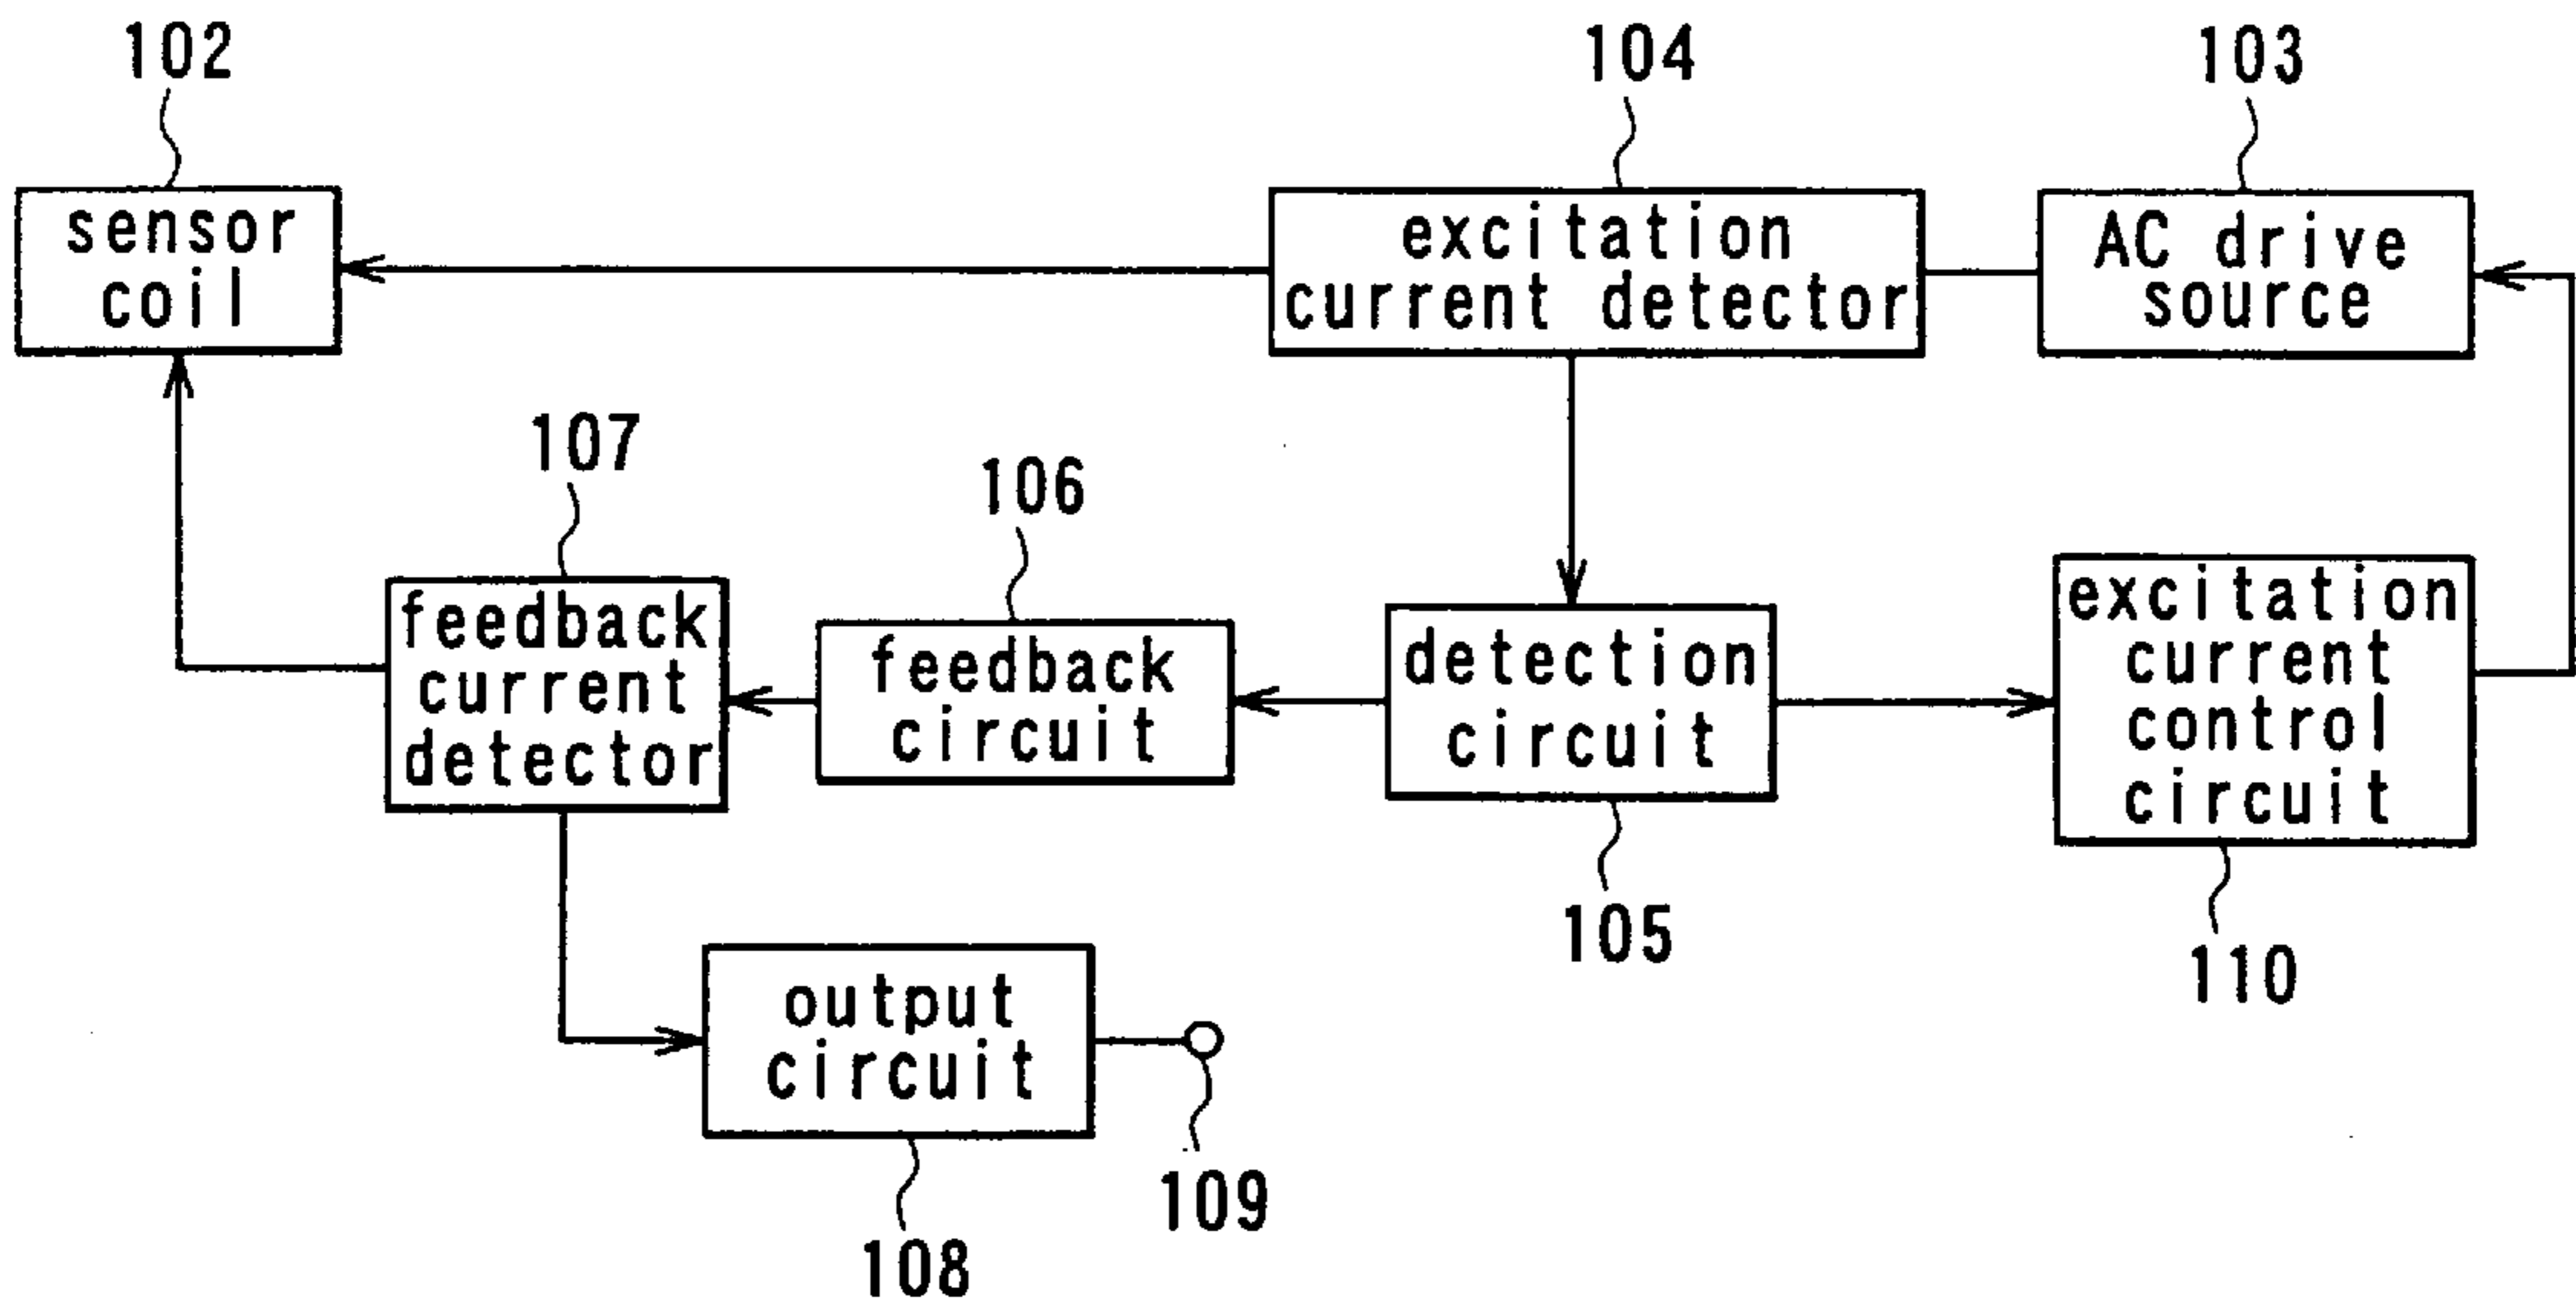 102
104
103
sensor
coil
excitation
current detector
AC drive
source
107
106
feedback
current
detector
feedback
circuit
detection
circuit
excitation
current
control
circuit
105
110
output
circuit
109
108